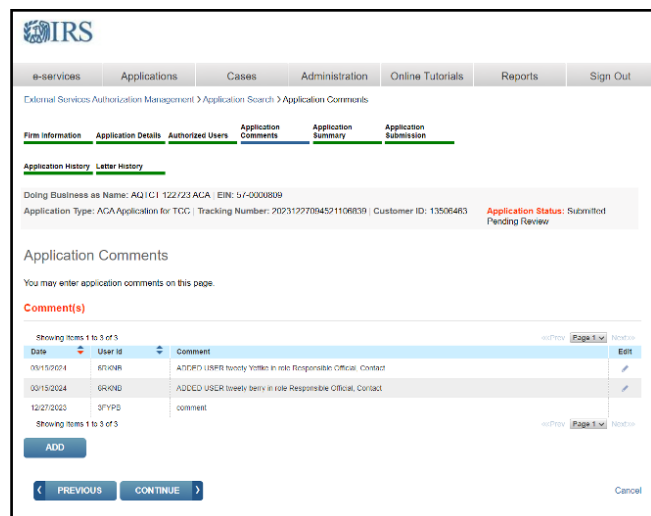 IRS
e-services Applications Cases Administration Online Tutorials Reports Sign Out
External Services Authorization Management > Application Search > Application Comments
Firm Information Application Details Authorized Users Application Comments Application Summary Application Submission
Application History Letter History
Doing Business as Name: AQTCT 122723 ACA | EIN: 57-0000809
Application Type: ACA Application for TCC | Tracking Number: 20231227094521106839 | Customer ID: 13506463 Application Status: Submitted Pending Review
Application Comments
You may enter application comments on this page.
Comment(s)
Showing items 1 to 3 of 3 <<Prev Page 1 Next>>
Date User Id Comment Edit
03/15/2024 6RKNB ADDED USER tweety Yettke in role Responsible Official, Contact
03/15/2024 6RKNB ADDED USER tweety berry in role Responsible Official, Contact
12/27/2023 3FYPB comment
Showing items 1 to 3 of 3 <<Prev Page 1 Next>>
ADD
PREVIOUS CONTINUE
Cancel